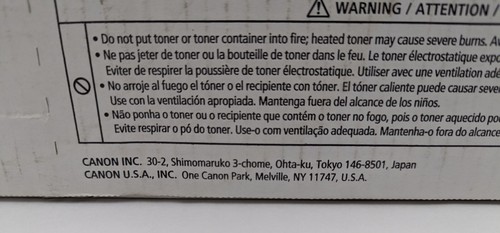 WARNING / ATTENTION /
• Do not put toner or toner container into fire; heated toner may cause severe burns.
• Ne pas jeter de toner ou la bouteille de toner dans le feu. Le toner électrostatique
Eviter de respirer la poussière de toner électrostatique. Utiliser avec une ventilation
• No arroje al fuego el tóner o el recipiente con tóner. El tóner caliente puede causar
Use con la ventilación apropiada. Mantenga fuera del alcance de los niños.
• Não ponha o toner ou o recipiente que contém o toner no fogo, pois o toner aquecido
Evite respirar o pó do toner. Use-o com ventilação adequada. Mantenha-o fora do alcance
CANON INC. 30-2, Shimomaruko 3-chome, Ohta-ku, Tokyo 146-8501, Japan
CANON U.S.A., INC. One Canon Park, Melville, NY 11747, U.S.A.